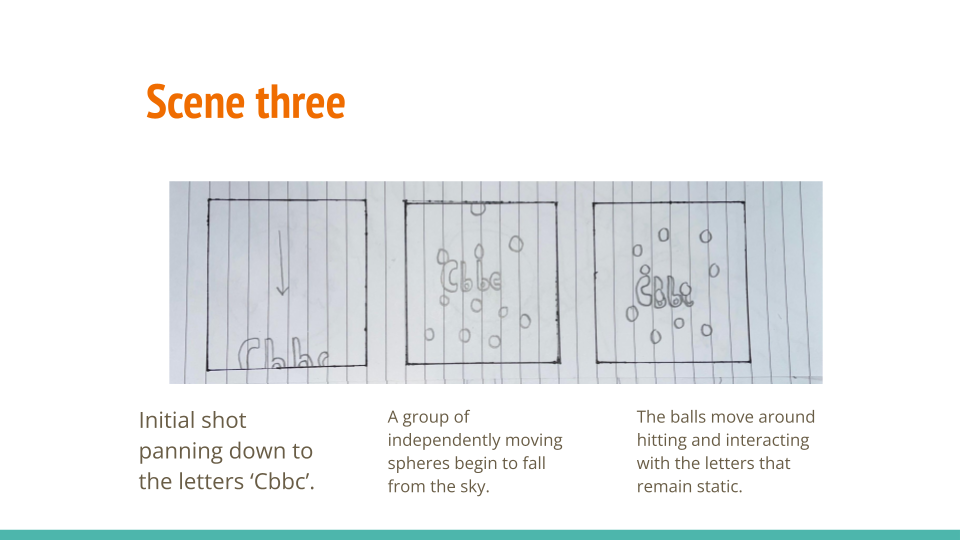 Scene three
Cbbc
Cbbc
CBbc
Initial shot
panning down to
the letters ‘Cbbc’.
A group of
independently moving
spheres begin to fall
from the sky.
The balls move around
hitting and interacting
with the letters that
remain static.